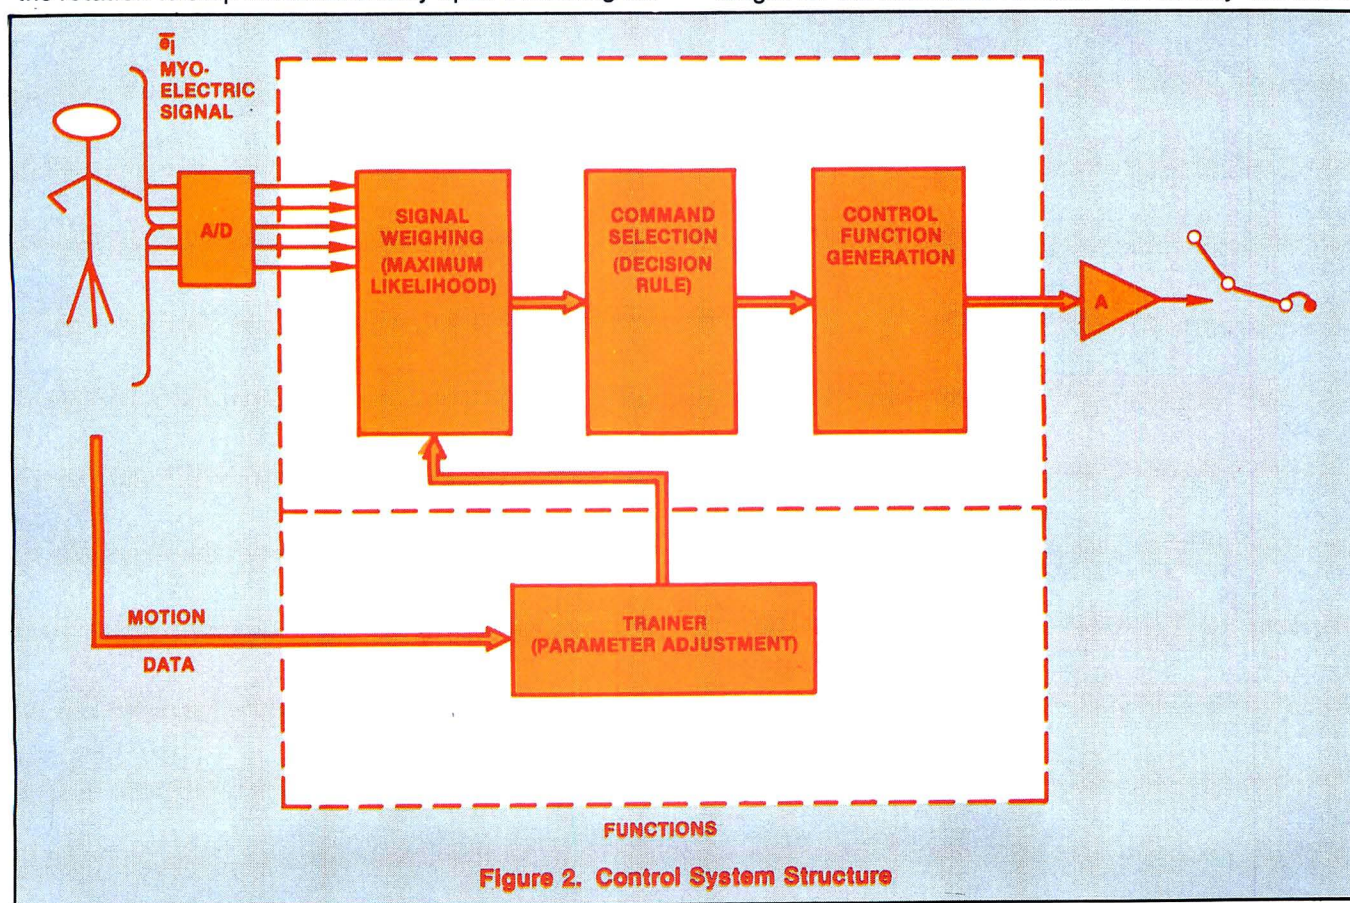 e̅i
MYO-
ELECTRIC
SIGNAL
A/D
SIGNAL
WEIGHING
(MAXIMUM
LIKELIHOOD)
COMMAND
SELECTION
(DECISION
RULE)
CONTROL
FUNCTION
GENERATION
A
MOTION
DATA
TRAINER
(PARAMETER ADJUSTMENT)
FUNCTIONS
Figure 2. Control System Structure